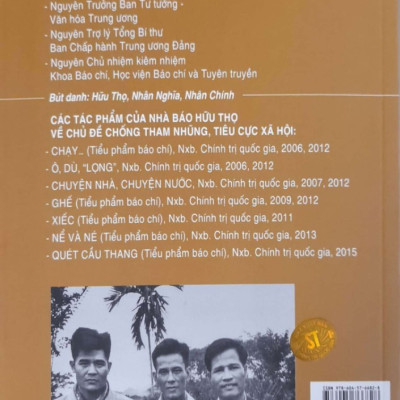 - Nguyên Trưởng Ban Tư tưởng -
Văn hóa Trung ương
- Nguyên Trợ lý Tổng Bí thư
Ban Chấp hành Trung ương Đảng
- Nguyên Chủ nhiệm kiêm nhiệm
Khoa Báo chí, Học viện Báo chí và Tuyên truyền
Bút danh: Hữu Thọ, Nhân Nghĩa, Nhân Chính
CÁC TÁC PHẨM CỦA NHÀ BÁO HỮU THỌ
VỀ CHỦ ĐỀ CHỐNG THAM NHŨNG, TIÊU CỰC XÃ HỘI:
- CHẠY... (Tiểu phẩm báo chí), Nxb. Chính trị quốc gia, 2006, 2012
- Ô, DÙ, “LỌNG”, Nxb. Chính trị quốc gia, 2006, 2012
- CHUYỆN NHÀ, CHUYỆN NƯỚC, Nxb. Chính trị quốc gia, 2007, 2012
- GHẾ (Tiểu phẩm báo chí), Nxb. Chính trị quốc gia, 2009, 2012
- XIẾC (Tiểu phẩm báo chí), Nxb. Chính trị quốc gia, 2011
- NỂ VÀ NÉ (Tiểu phẩm báo chí), Nxb. Chính trị quốc gia, 2013
- QUÉT CẦU THANG (Tiểu phẩm báo chí), Nxb. Chính trị quốc gia, 2015
ST